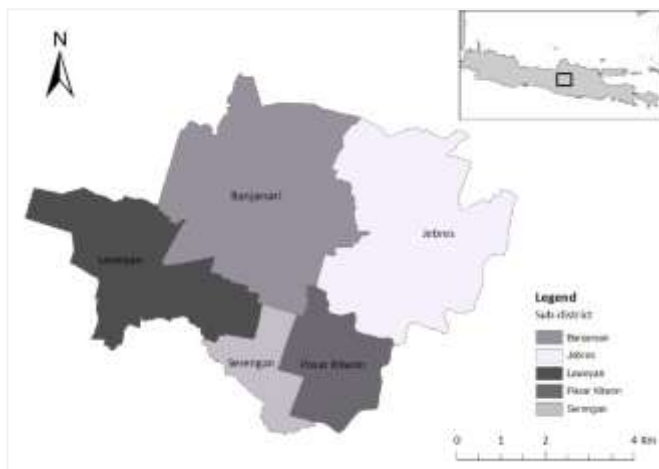 N
Banjarsari
Jebres
Laweyan
Serengan
Pasar Kliwon
Legend
Sub-district
Banjarsari
Jebres
Laweyan
Pasar Kliwon
Serengan
0 1 2 4 Km